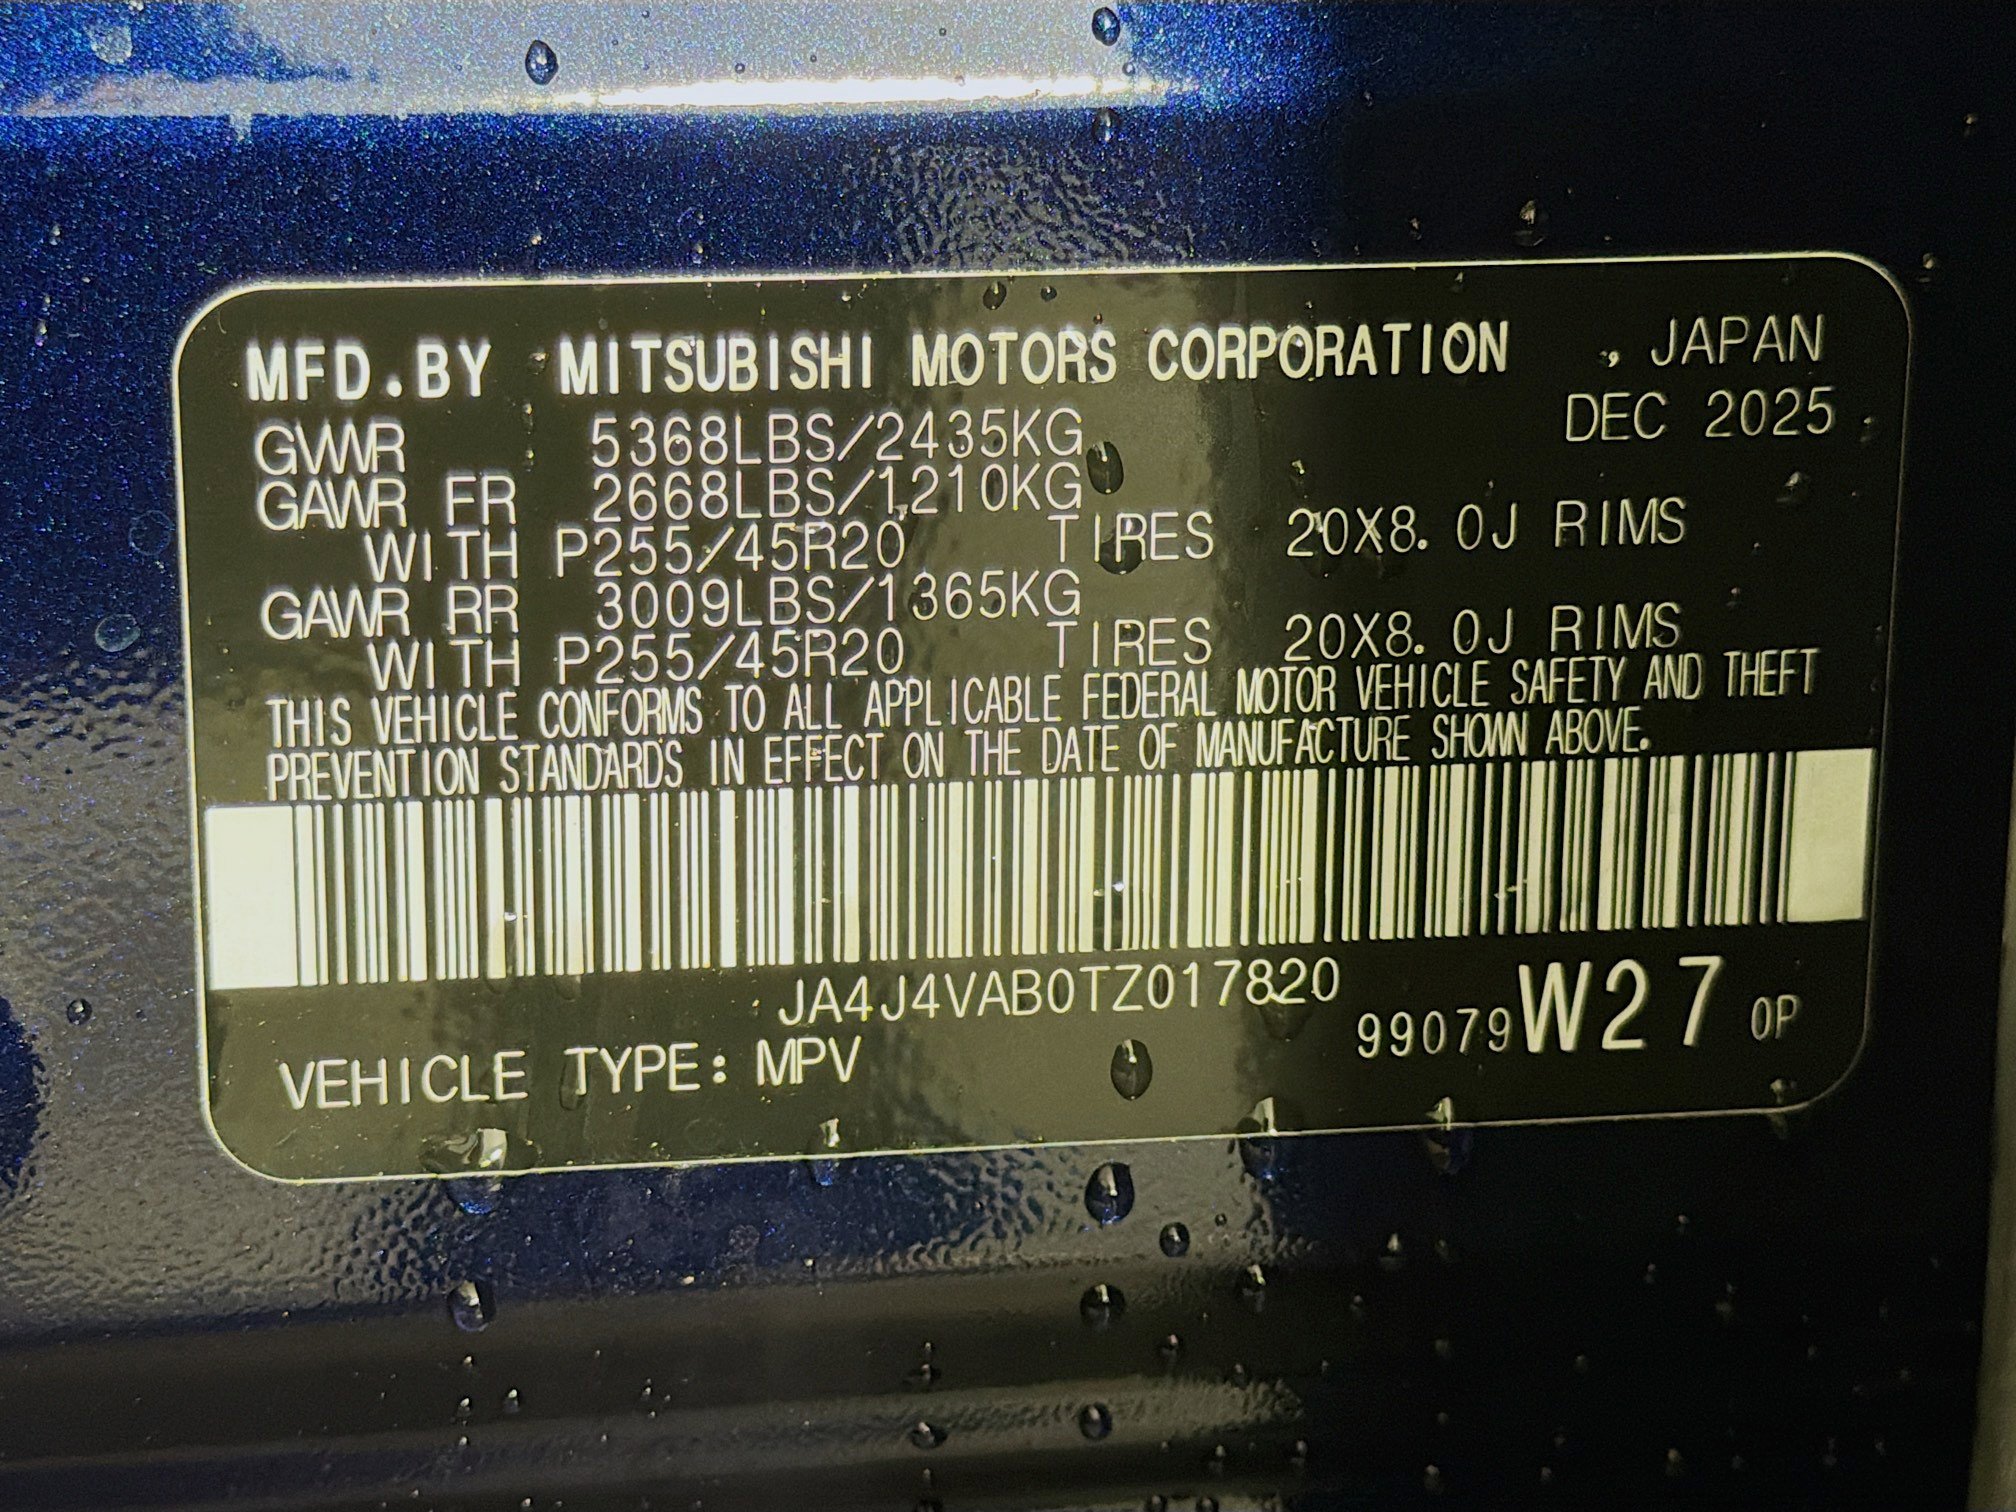 MFD.BY MITSUBISHI MOTORS CORPORATION , JAPAN
DEC 2025
GVWR 5368LBS/2435KG
GAWR FR 2668LBS/1210KG
WITH P255/45R20 TIRES 20X8.0J RIMS
GAWR RR 3009LBS/1365KG
WITH P255/45R20 TIRES 20X8.0J RIMS
THIS VEHICLE CONFORMS TO ALL APPLICABLE FEDERAL MOTOR VEHICLE SAFETY AND THEFT
PREVENTION STANDARDS IN EFFECT ON THE DATE OF MANUFACTURE SHOWN ABOVE.
JA4J4VAB0TZ017820
99079W27 0P
VEHICLE TYPE: MPV